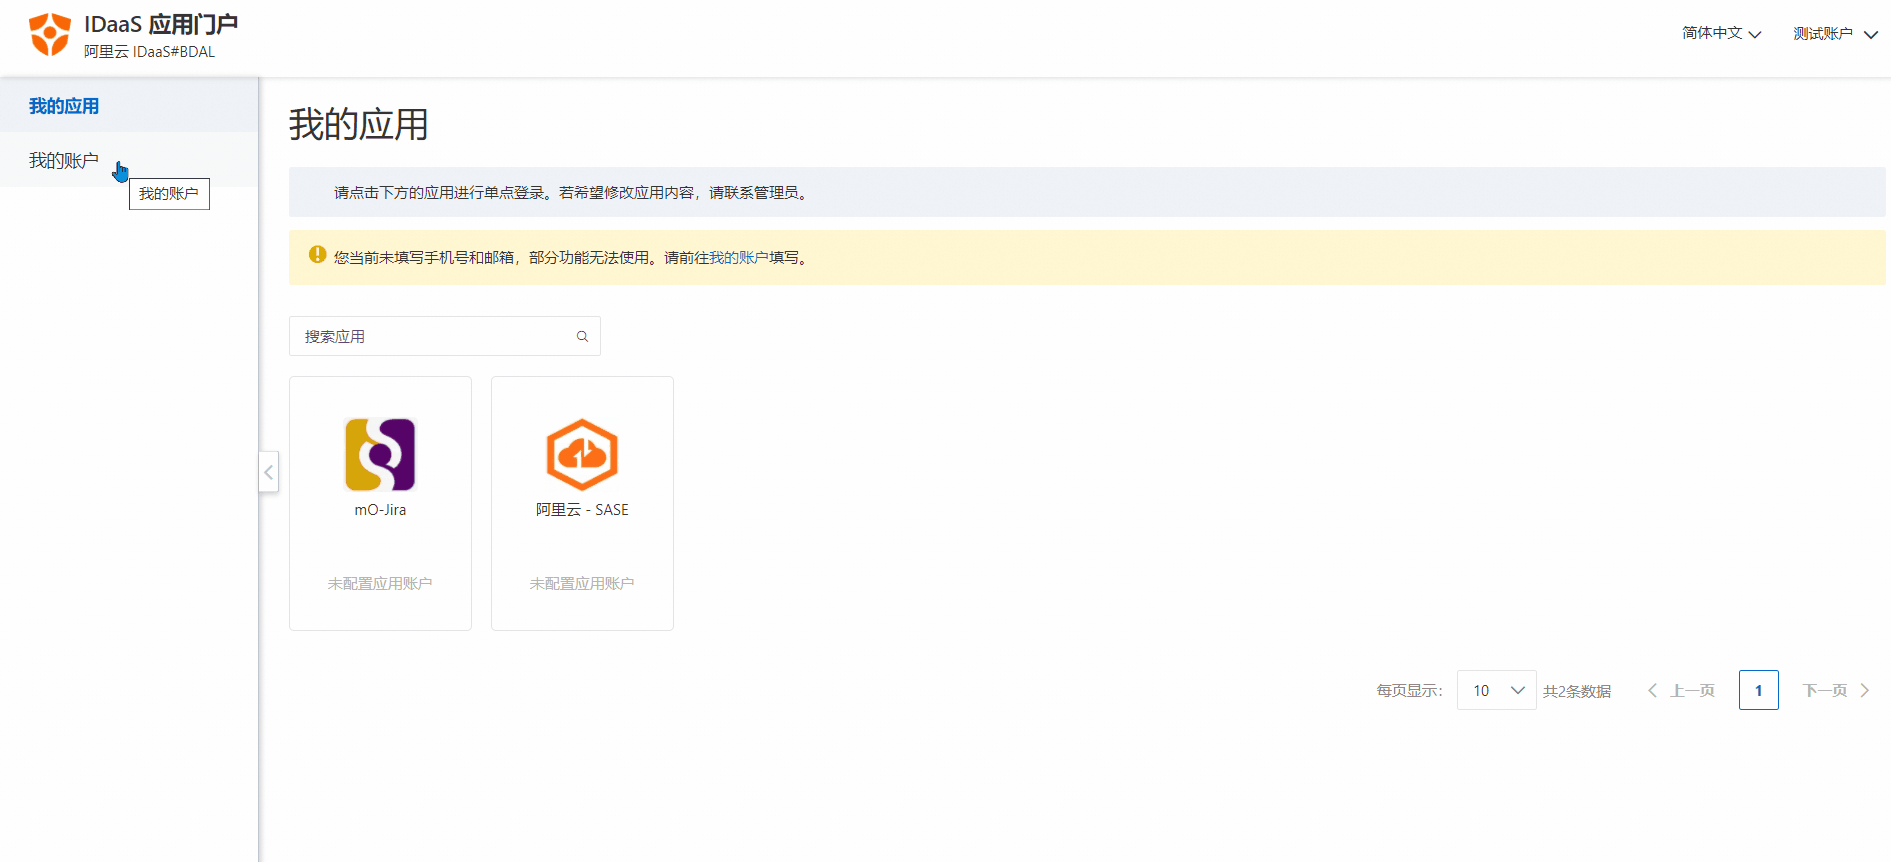 IDaaS 应用门户
阿里云 IDaaS#BDAL
简体中文
测试账户
我的应用
我的账户
我的账户
我的应用
请点击下方的应用进行单点登录。若希望修改应用内容，请联系管理员。
您当前未填写手机号和邮箱，部分功能无法使用。请前往我的账户填写。
搜索应用
mO-Jira
未配置应用账户
阿里云 - SASE
未配置应用账户
每页显示： 10 共2条数据 上一页 1 下一页